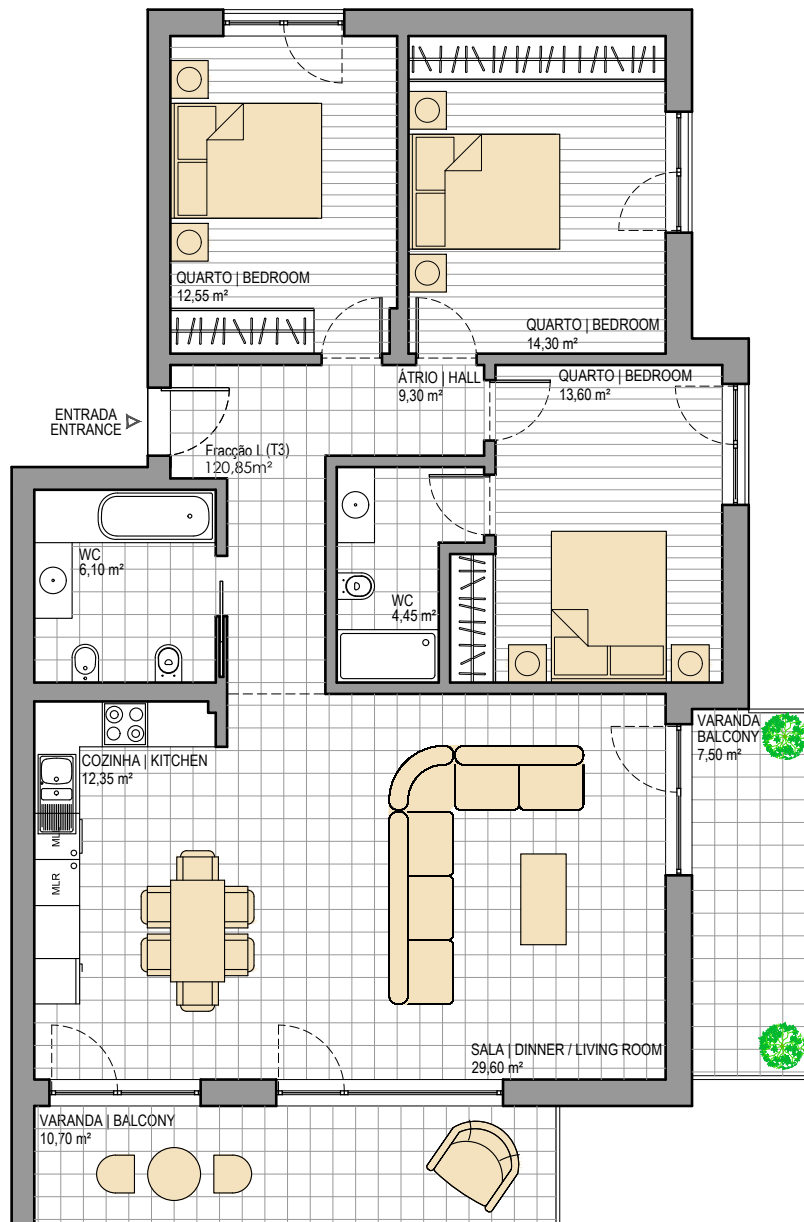 QUARTO | BEDROOM
12,55 m²
QUARTO | BEDROOM
14,30 m²
ÁTRIO | HALL
9,30 m²
QUARTO | BEDROOM
13,60 m²
ENTRADA
ENTRANCE
Fracção I. (T3)
120,85m²
WC
6,10 m²
WC
4,45 m²
VARANDA
BALCONY
7,50 m²
COZINHA | KITCHEN
12,35 m²
MLR
SALA | DINNER / LIVING ROOM
29,60 m²
VARANDA | BALCONY
10,70 m²